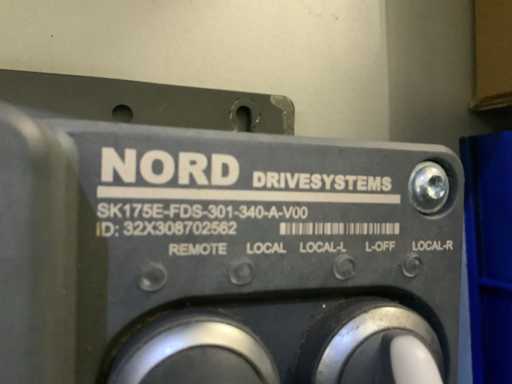 NORD DRIVESYSTEMS
SK175E-FDS-301-340-A-V00
ID: 32X308702562
REMOTE LOCAL LOCAL-L L-OFF LOCAL-R